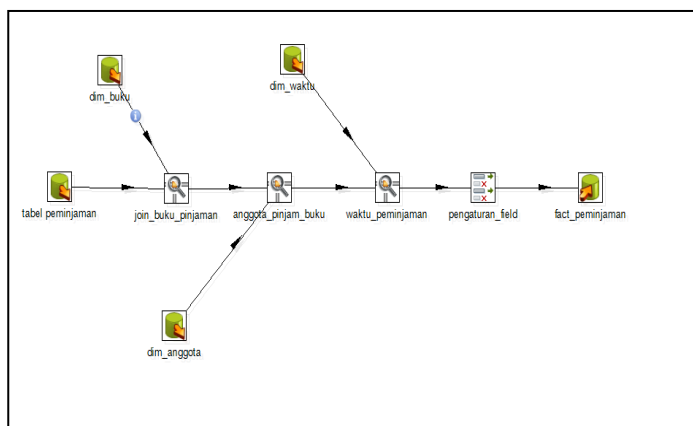 dim_buku
dim_waktu
tabel peminjaman
join_buku_pinjaman
anggota_pinjam_buku
waktu_peminjaman
pengaturan_field
fact_peminjaman
dim_anggota